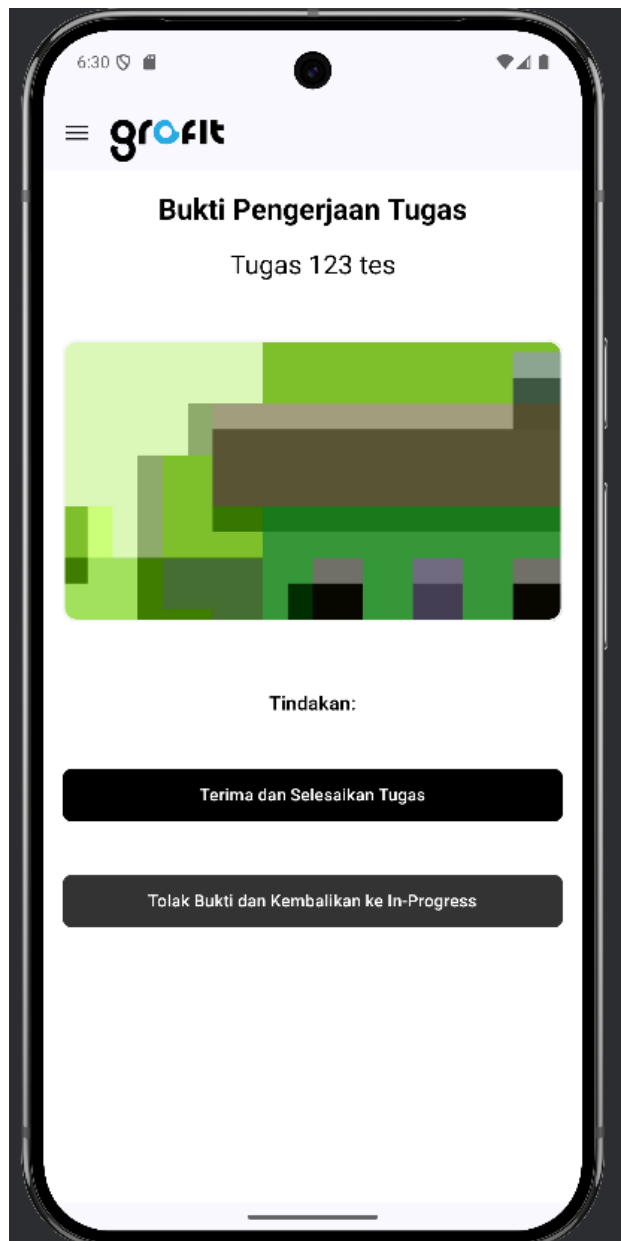 6:30
grofit
Bukti Pengerjaan Tugas
Tugas 123 tes
Tindakan:
Terima dan Selesaikan Tugas
Tolak Bukti dan Kembalikan ke In-Progress